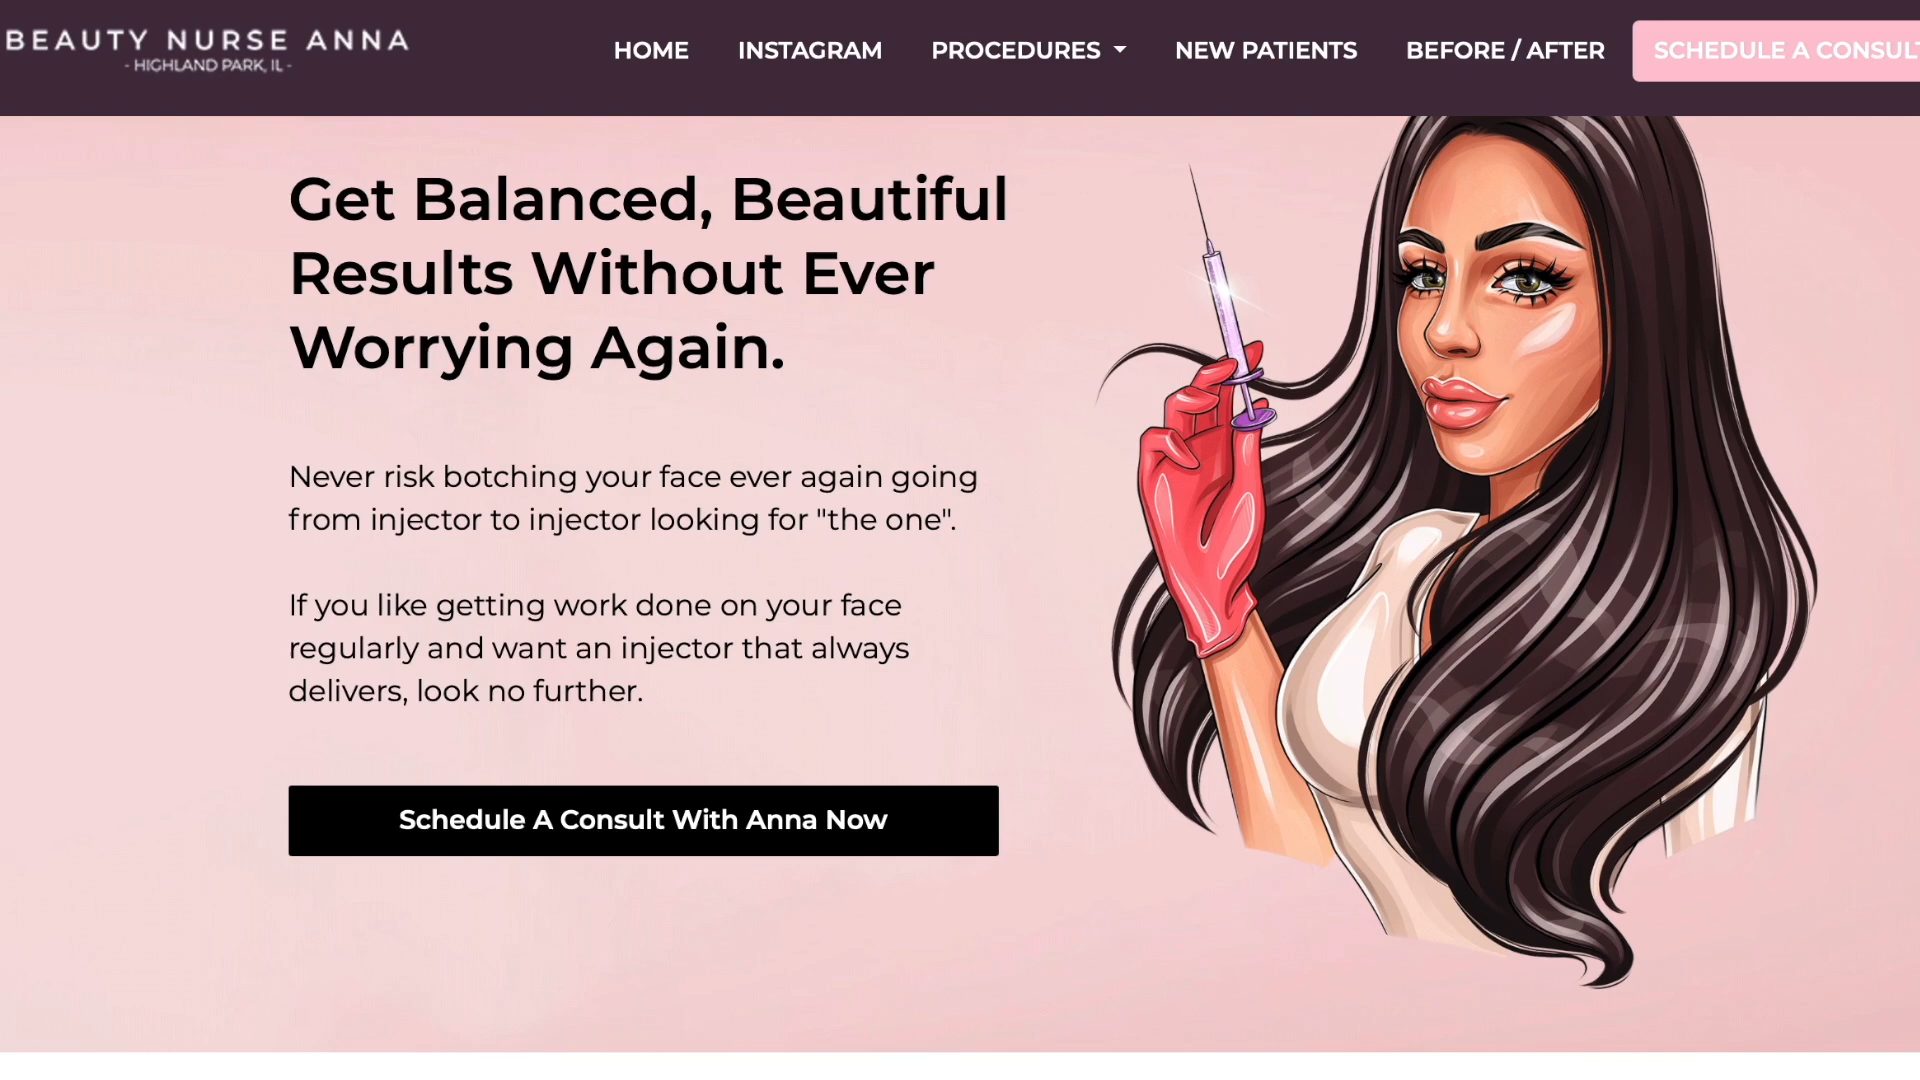 BEAUTY NURSE ANNA
- HIGHLAND PARK, IL -
HOME
INSTAGRAM
PROCEDURES
NEW PATIENTS
BEFORE / AFTER
SCHEDULE A CONSULT
Get Balanced, Beautiful
Results Without Ever
Worrying Again.
Never risk botching your face ever again going
from injector to injector looking for "the one".
If you like getting work done on your face
regularly and want an injector that always
delivers, look no further.
Schedule A Consult With Anna Now